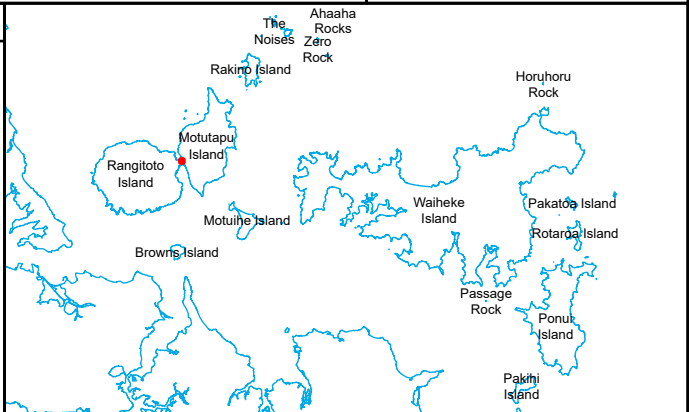 The
Noises
Ahaaha
Rocks
Zero
Rock
Rakino Island
Horuhoru
Rock
Motutapu
Island
Rangitoto
Island
Waiheke
Island
Pakatoa Island
Motuihe Island
Rotaroa Island
Browns Island
Passage
Rock
Ponui
Island
Pakihi
Island